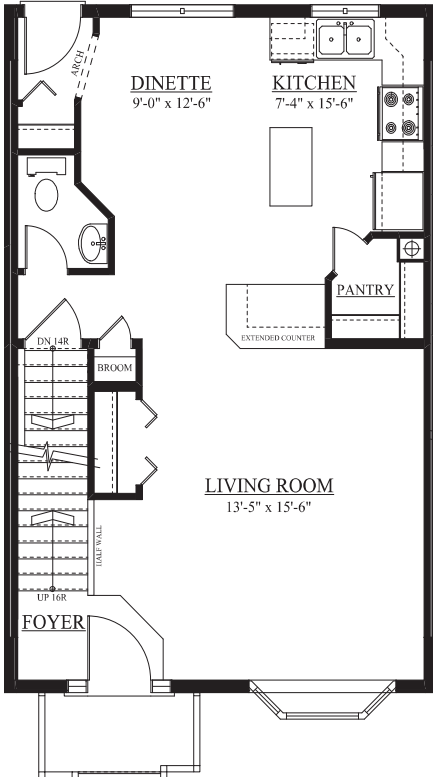 ARCH
DINETTE
9'-0" x 12'-6"
KITCHEN
7'-4" x 15'-6"
PANTRY
EXTENDED COUNTER
DN 14R
BROOM
LIVING ROOM
13'-5" x 15'-6"
HALF WALL
UP 16R
FOYER